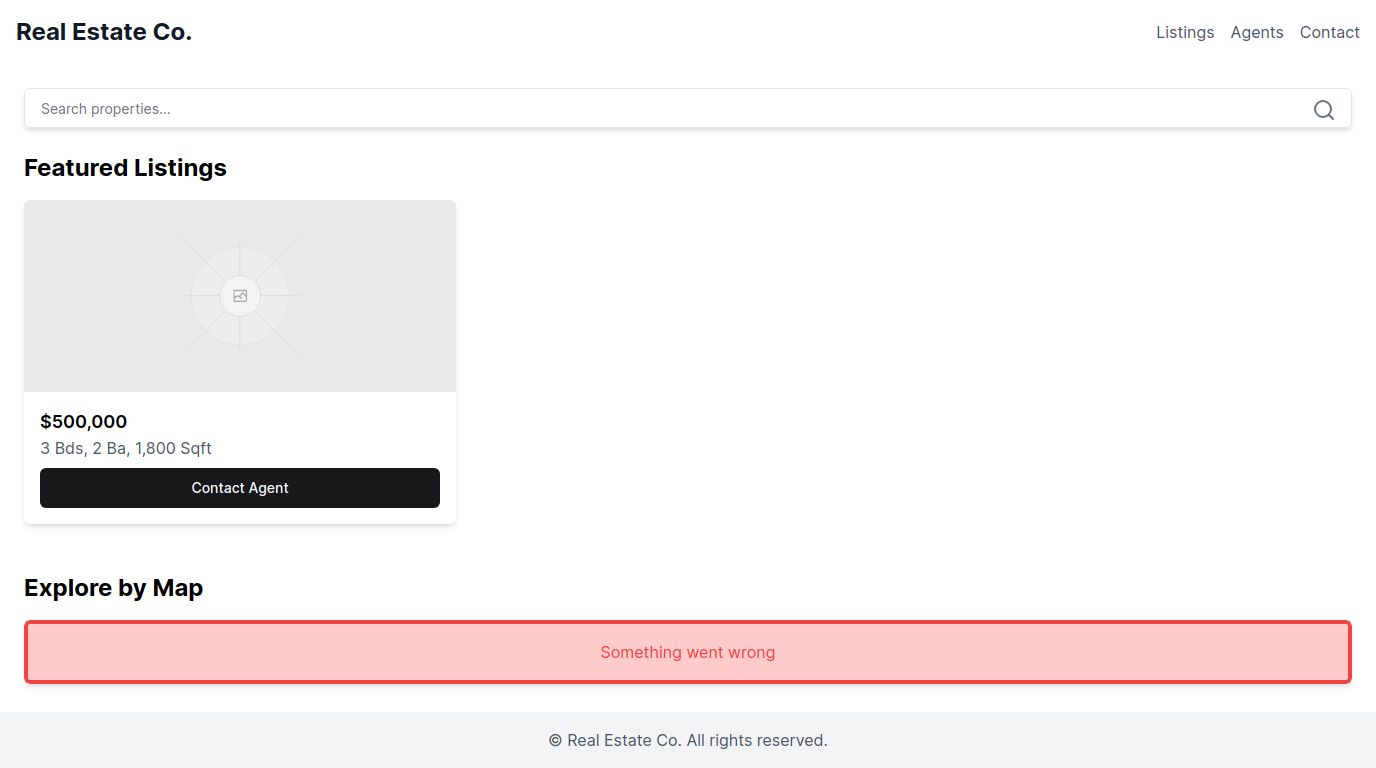 Real Estate Co.
Listings Agents Contact
Search properties...
Featured Listings
$500,000
3 Bds, 2 Ba, 1,800 Sqft
Contact Agent
Explore by Map
Something went wrong
© Real Estate Co. All rights reserved.